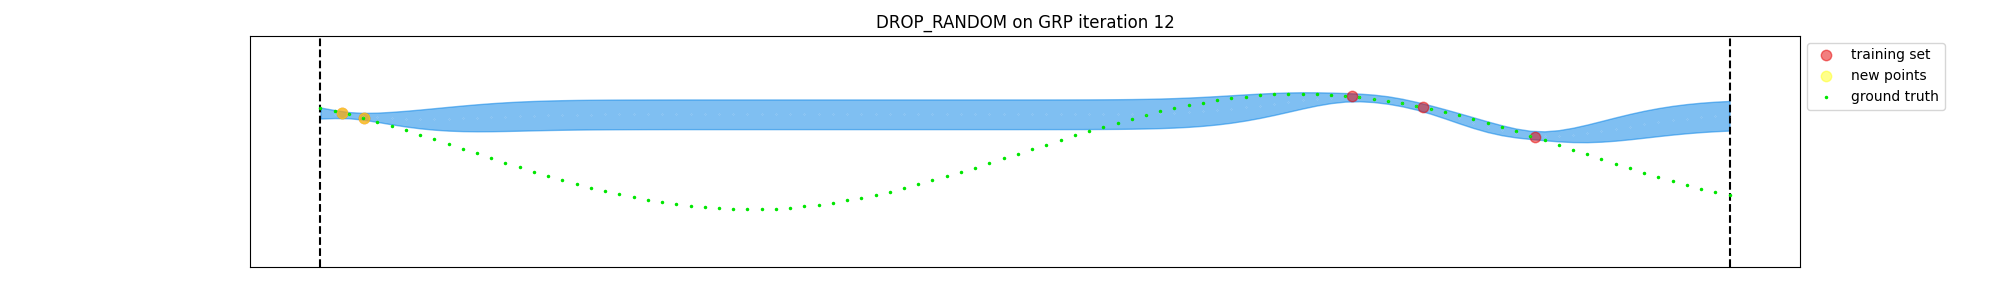 DROP_RANDOM on GRP iteration 12
training set
new points
ground truth